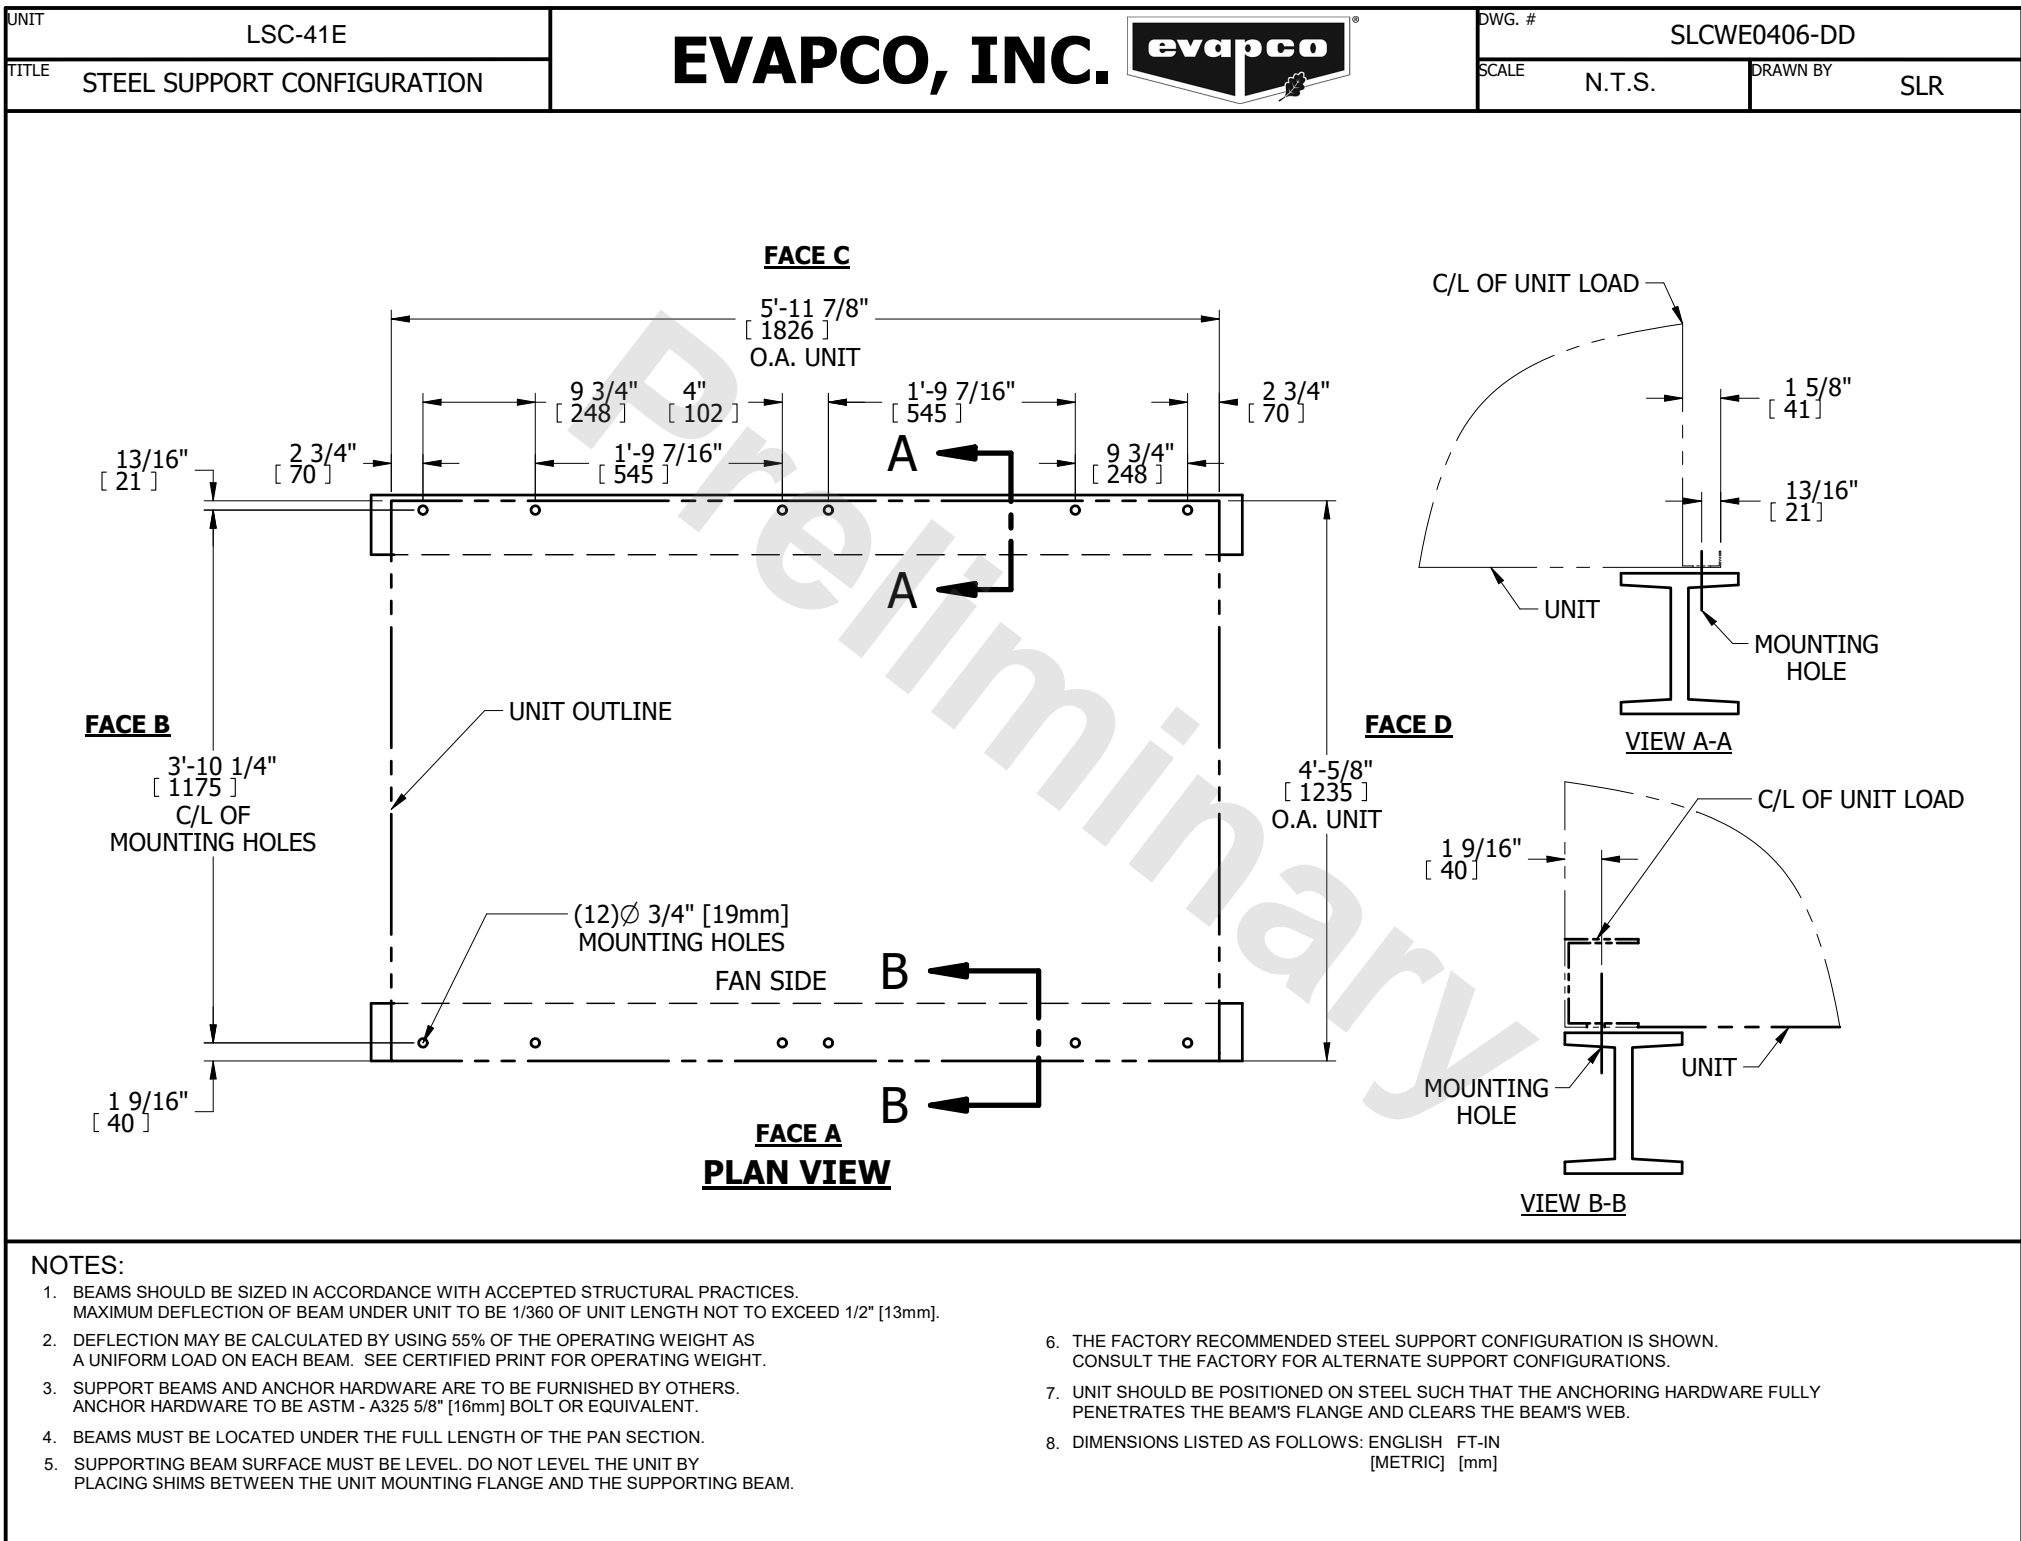 UNIT
LSC-41E
TITLE
STEEL SUPPORT CONFIGURATION
EVAPCO, INC.
evapco
®
DWG. #
SLCWE0406-DD
SCALE
N.T.S.
DRAWN BY
SLR
Preliminary
FACE C
5'-11 7/8"
[ 1826 ]
O.A. UNIT
9 3/4"
[ 248 ]
4"
[ 102 ]
1'-9 7/16"
[ 545 ]
2 3/4"
[ 70 ]
13/16"
[ 21 ]
2 3/4"
[ 70 ]
1'-9 7/16"
[ 545 ]
A
9 3/4"
[ 248 ]
A
UNIT OUTLINE
FACE B
3'-10 1/4"
[ 1175 ]
C/L OF
MOUNTING HOLES
FACE D
4'-5/8"
[ 1235 ]
O.A. UNIT
(12)∅ 3/4" [19mm]
MOUNTING HOLES
FAN SIDE
B
B
1 9/16"
[ 40 ]
FACE A
PLAN VIEW
C/L OF UNIT LOAD
1 5/8"
[ 41]
13/16"
[ 21]
UNIT
MOUNTING
HOLE
VIEW A-A
C/L OF UNIT LOAD
1 9/16"
[ 40]
UNIT
MOUNTING
HOLE
VIEW B-B
NOTES:
1. BEAMS SHOULD BE SIZED IN ACCORDANCE WITH ACCEPTED STRUCTURAL PRACTICES.
MAXIMUM DEFLECTION OF BEAM UNDER UNIT TO BE 1/360 OF UNIT LENGTH NOT TO EXCEED 1/2" [13mm].
2. DEFLECTION MAY BE CALCULATED BY USING 55% OF THE OPERATING WEIGHT AS
A UNIFORM LOAD ON EACH BEAM. SEE CERTIFIED PRINT FOR OPERATING WEIGHT.
3. SUPPORT BEAMS AND ANCHOR HARDWARE ARE TO BE FURNISHED BY OTHERS.
ANCHOR HARDWARE TO BE ASTM - A325 5/8" [16mm] BOLT OR EQUIVALENT.
4. BEAMS MUST BE LOCATED UNDER THE FULL LENGTH OF THE PAN SECTION.
5. SUPPORTING BEAM SURFACE MUST BE LEVEL. DO NOT LEVEL THE UNIT BY
PLACING SHIMS BETWEEN THE UNIT MOUNTING FLANGE AND THE SUPPORTING BEAM.
6. THE FACTORY RECOMMENDED STEEL SUPPORT CONFIGURATION IS SHOWN.
CONSULT THE FACTORY FOR ALTERNATE SUPPORT CONFIGURATIONS.
7. UNIT SHOULD BE POSITIONED ON STEEL SUCH THAT THE ANCHORING HARDWARE FULLY
PENETRATES THE BEAM'S FLANGE AND CLEARS THE BEAM'S WEB.
8. DIMENSIONS LISTED AS FOLLOWS: ENGLISH FT-IN
[METRIC] [mm]